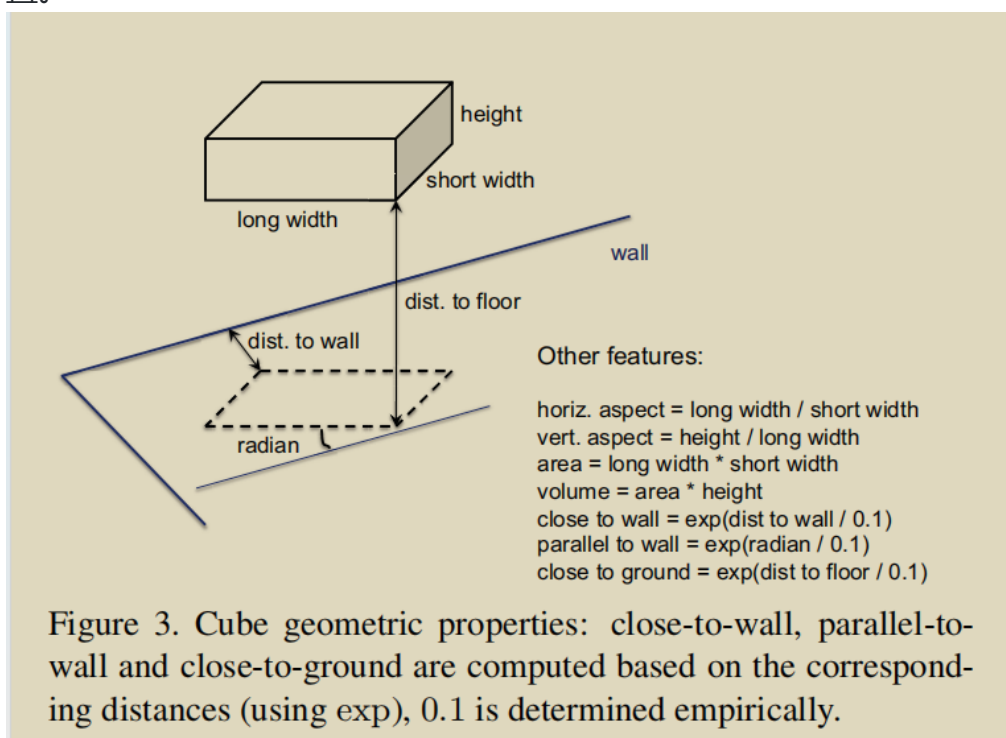 height
short width
long width
wall
dist. to floor
dist. to wall
radian
Other features:
horiz. aspect = long width / short width
vert. aspect = height / long width
area = long width * short width
volume = area * height
close to wall = exp(dist to wall / 0.1)
parallel to wall = exp(radian / 0.1)
close to ground = exp(dist to floor / 0.1)
Figure 3. Cube geometric properties: close-to-wall, parallel-to-
wall and close-to-ground are computed based on the correspond-
ing distances (using exp), 0.1 is determined empirically.